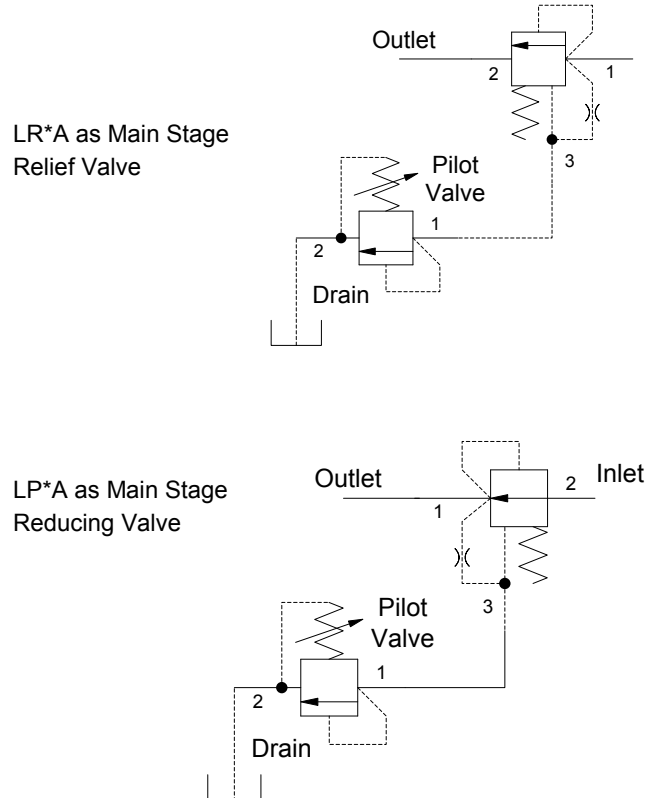 Outlet
2
1
LR*A as Main Stage
Relief Valve
3
Pilot
Valve
1
2
Drain
LP*A as Main Stage
Reducing Valve
Outlet
2
Inlet
1
3
Pilot
Valve
1
2
Drain